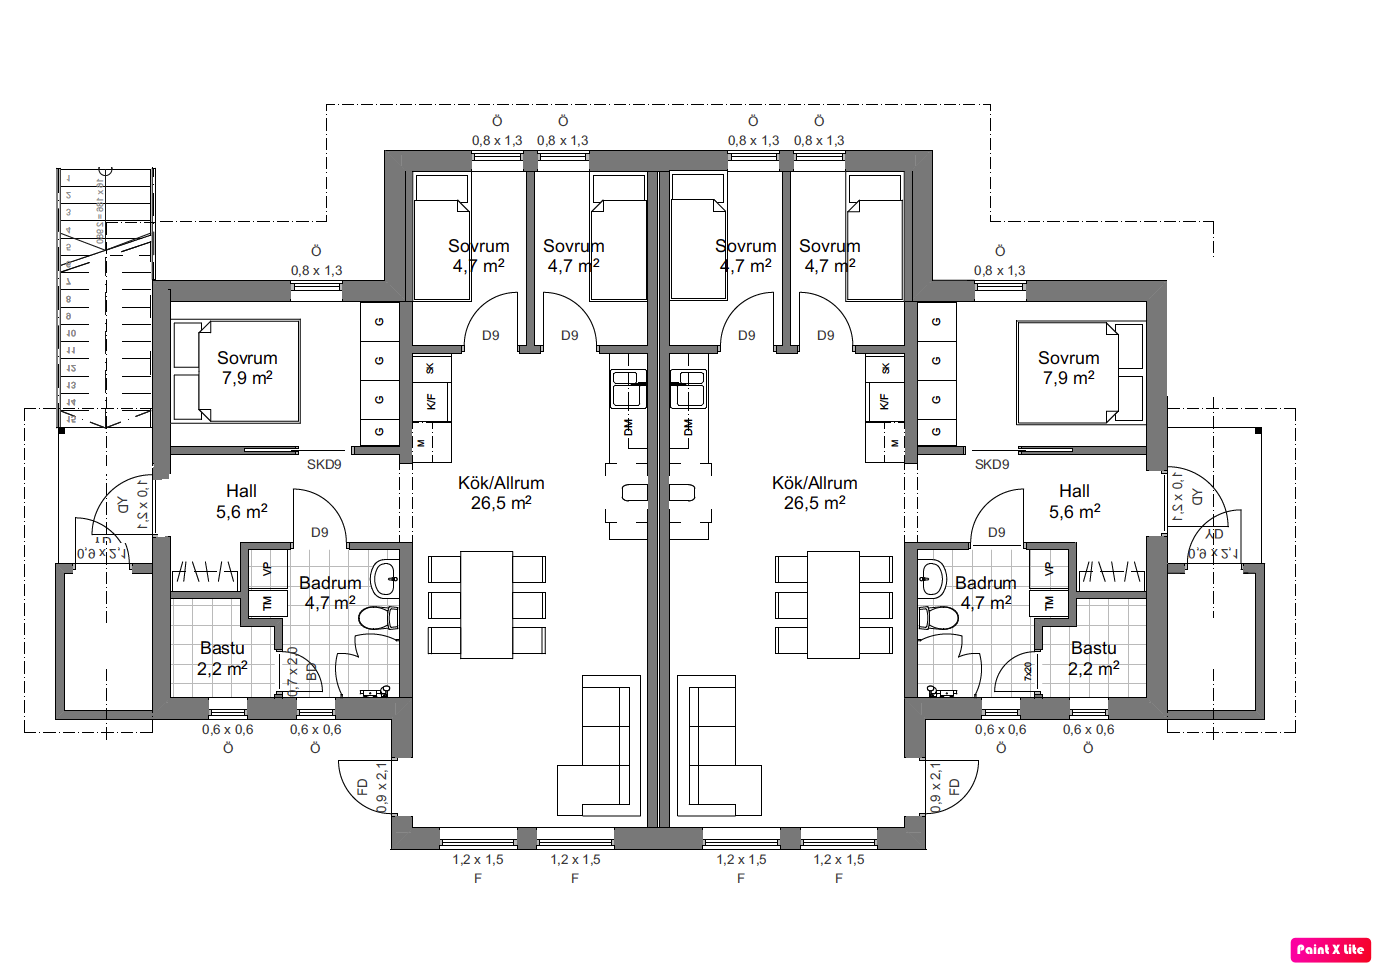 Ö Ö Ö Ö
0,8 x 1,3 0,8 x 1,3 0,8 x 1,3 0,8 x 1,3
1
2
3
4
5
6
7
8
9
10
11
12
13
14
15
Ö Ö
0,8 x 1,3 0,8 x 1,3
Sovrum Sovrum Sovrum Sovrum
4,7 m² 4,7 m² 4,7 m² 4,7 m²
D9 D9 D9 D9
G G
G G
G G
G G
Sovrum Sovrum
7,9 m² 7,9 m²
SK SK
K/F K/F
M M
DM DM
SKD9 SKD9
Hall Kök/Allrum Kök/Allrum Hall
5,6 m² 26,5 m² 26,5 m² 5,6 m²
YD 1,0 x 2,1 1,0 x 2,1 YD
D9 D9
YD YD
0,9 x 2,1 0,9 x 2,1
VP VP
TM TM
Badrum Badrum
4,7 m² 4,7 m²
Bastu Bastu
2,2 m² 2,2 m²
0,7 x 2,0
BD
7x20
0,6 x 0,6 0,6 x 0,6 0,6 x 0,6 0,6 x 0,6
Ö Ö Ö Ö
FD 0,9 x 2,1 0,9 x 2,1 FD
1,2 x 1,5 1,2 x 1,5 1,2 x 1,5 1,2 x 1,5
F F F F
Paint X Lite